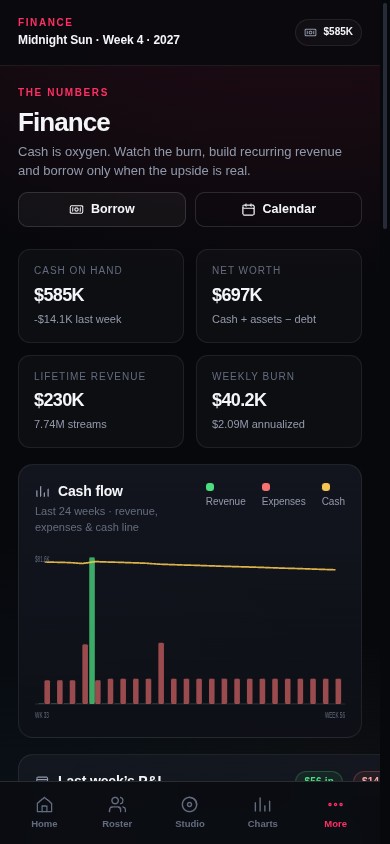 FINANCE
Midnight Sun · Week 4 · 2027
$585K
THE NUMBERS
Finance
Cash is oxygen. Watch the burn, build recurring revenue
and borrow only when the upside is real.
Borrow
Calendar
CASH ON HAND
$585K
-$14.1K last week
NET WORTH
$697K
Cash + assets − debt
LIFETIME REVENUE
$230K
7.74M streams
WEEKLY BURN
$40.2K
$2.09M annualized
Cash flow
Last 24 weeks · revenue,
expenses & cash line
Revenue
Expenses
Cash
WK 33
WEEK 56
Last week's P&L
$56 in
Home
Roster
Studio
Charts
More